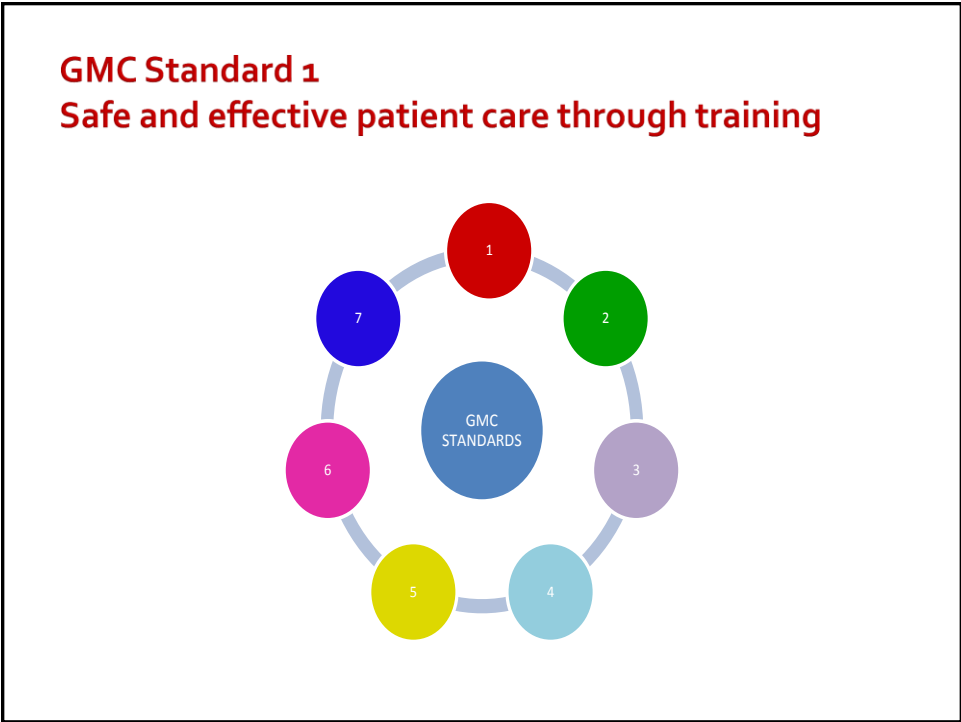 GMC Standard 1
Safe and effective patient care through training
1
2
3
4
5
6
7
GMC
STANDARDS